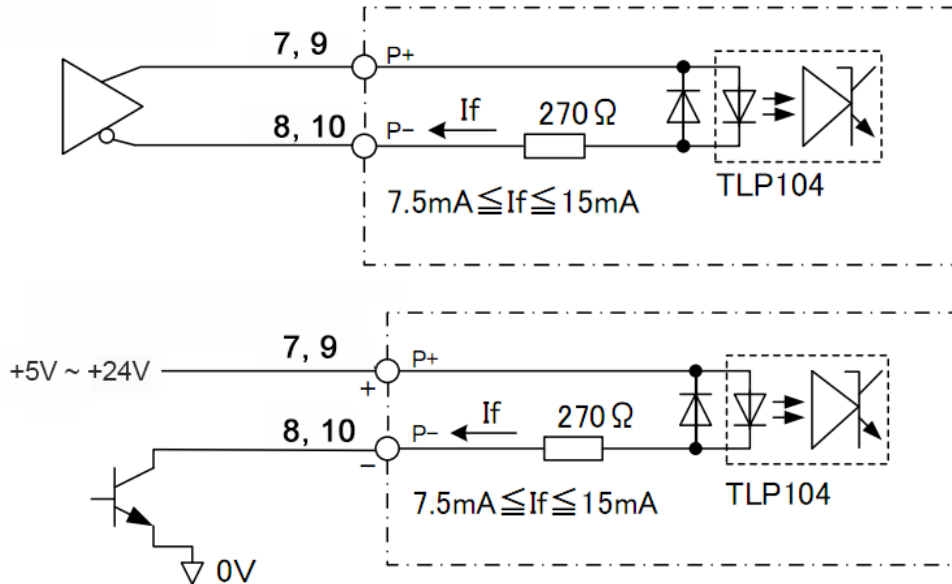 7, 9
P+
If
270Ω
8, 10
P−
7.5mA≦If≦15mA
TLP104
7, 9
P+
+5V ~ +24V
+
If
270Ω
8, 10
P−
−
7.5mA≦If≦15mA
TLP104
0V